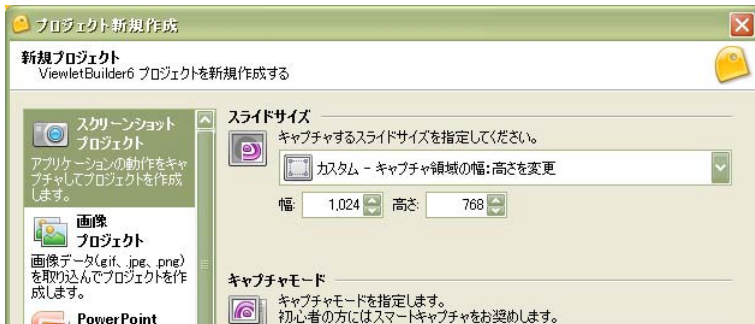 プロジェクト新規作成
新規プロジェクト
ViewletBuilder6 プロジェクトを新規作成する
スクリーンショット
プロジェクト
アプリケーションの動作をキャ
プチャしてプロジェクトを作成
します。
画像
プロジェクト
画像データ(gif、.jpg、.png)
を取り込んでプロジェクトを作
成します。
PowerPoint
スライドサイズ
キャプチャするスライドサイズを指定してください。
カスタム - キャプチャ領域の幅:高さを変更
幅: 1,024 高さ: 768
キャプチャモード
キャプチャモードを指定します。
初心者の方にはスマートキャプチャをお奨めします。